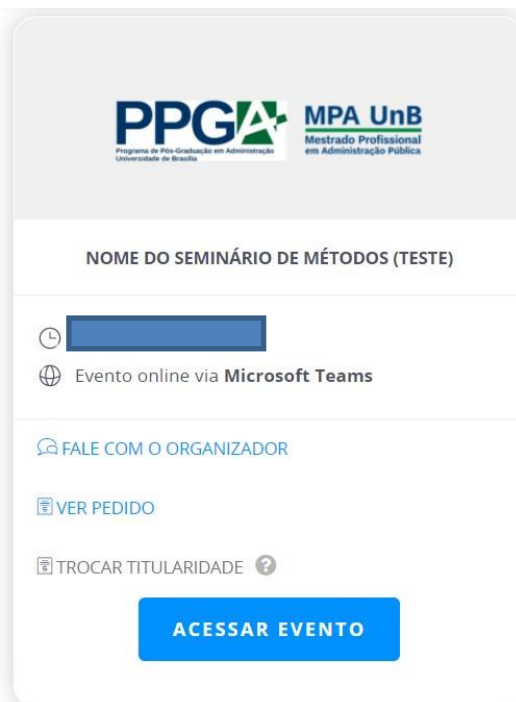 PPGA
Programa de Pós-Graduação em Administração
Universidade de Brasília
MPA UnB
Mestrado Profissional
em Administração Pública
NOME DO SEMINÁRIO DE MÉTODOS (TESTE)
Evento online via Microsoft Teams
FALE COM O ORGANIZADOR
VER PEDIDO
TROCAR TITULARIDADE ?
ACESSAR EVENTO